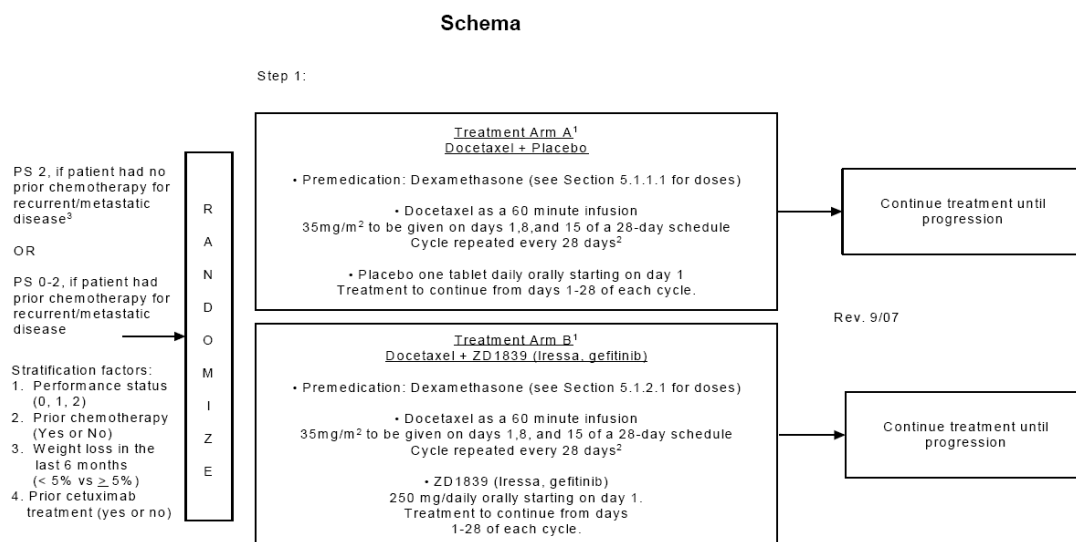 Schema
Step 1:
PS 2, if patient had no
prior chemotherapy for
recurrent/metastatic
disease³
OR
PS 0-2, if patient had
prior chemotherapy for
recurrent/metastatic
disease
Stratification factors:
1. Performance status
(0, 1, 2)
2. Prior chemotherapy
(Yes or No)
3. Weight loss in the
last 6 months
(< 5% vs ≥ 5%)
4. Prior cetuximab
treatment (yes or no)
R
A
N
D
O
M
I
Z
E
Treatment Arm A¹
Docetaxel + Placebo
• Premedication: Dexamethasone (see Section 5.1.1.1 for doses)
• Docetaxel as a 60 minute infusion
35mg/m² to be given on days 1,8,and 15 of a 28-day schedule
Cycle repeated every 28 days²
• Placebo one tablet daily orally starting on day 1
Treatment to continue from days 1-28 of each cycle.
Continue treatment until
progression
Rev. 9/07
Treatment Arm B¹
Docetaxel + ZD1839 (Iressa, gefitinib)
• Premedication: Dexamethasone (see Section 5.1.2.1 for doses)
• Docetaxel as a 60 minute infusion
35mg/m² to be given on days 1,8, and 15 of a 28-day schedule
Cycle repeated every 28 days²
• ZD1839 (Iressa, gefitinib)
250 mg/daily orally starting on day 1.
Treatment to continue from days
1-28 of each cycle.
Continue treatment until
progression